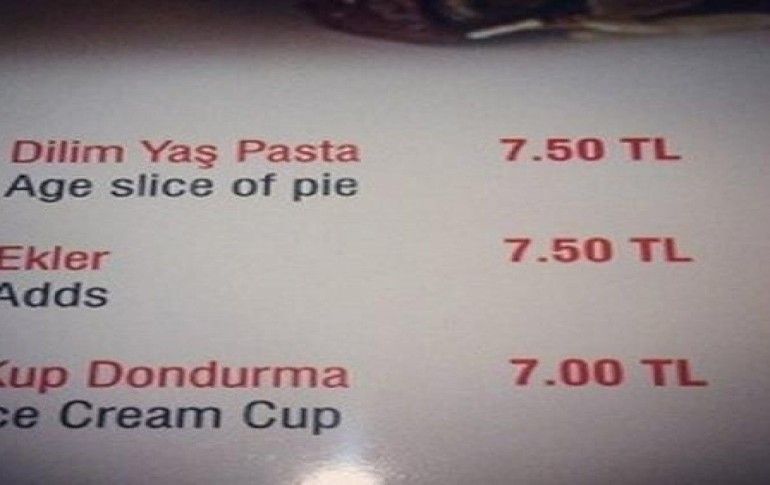 Dilim Yaş Pasta 7.50 TL
Age slice of pie
Ekler 7.50 TL
Adds
Kup Dondurma 7.00 TL
ce Cream Cup